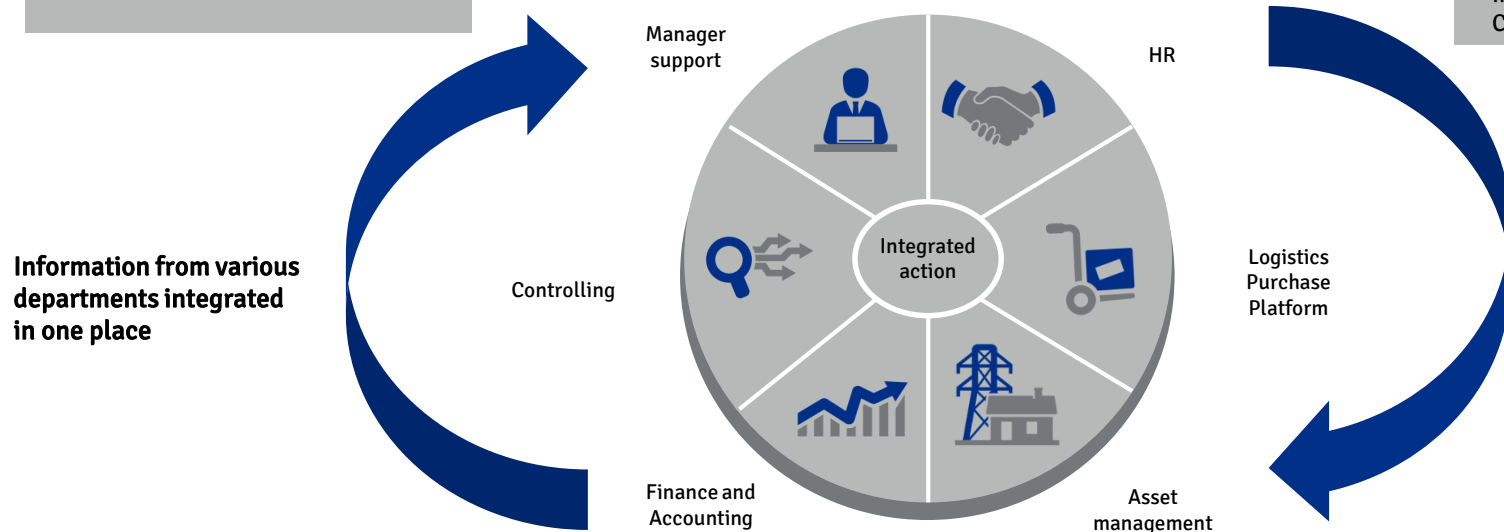 Manager
support
HR
Integrated
action
Information from various
departments integrated
in one place
Controlling
Logistics
Purchase
Platform
Finance and
Accounting
Asset
management